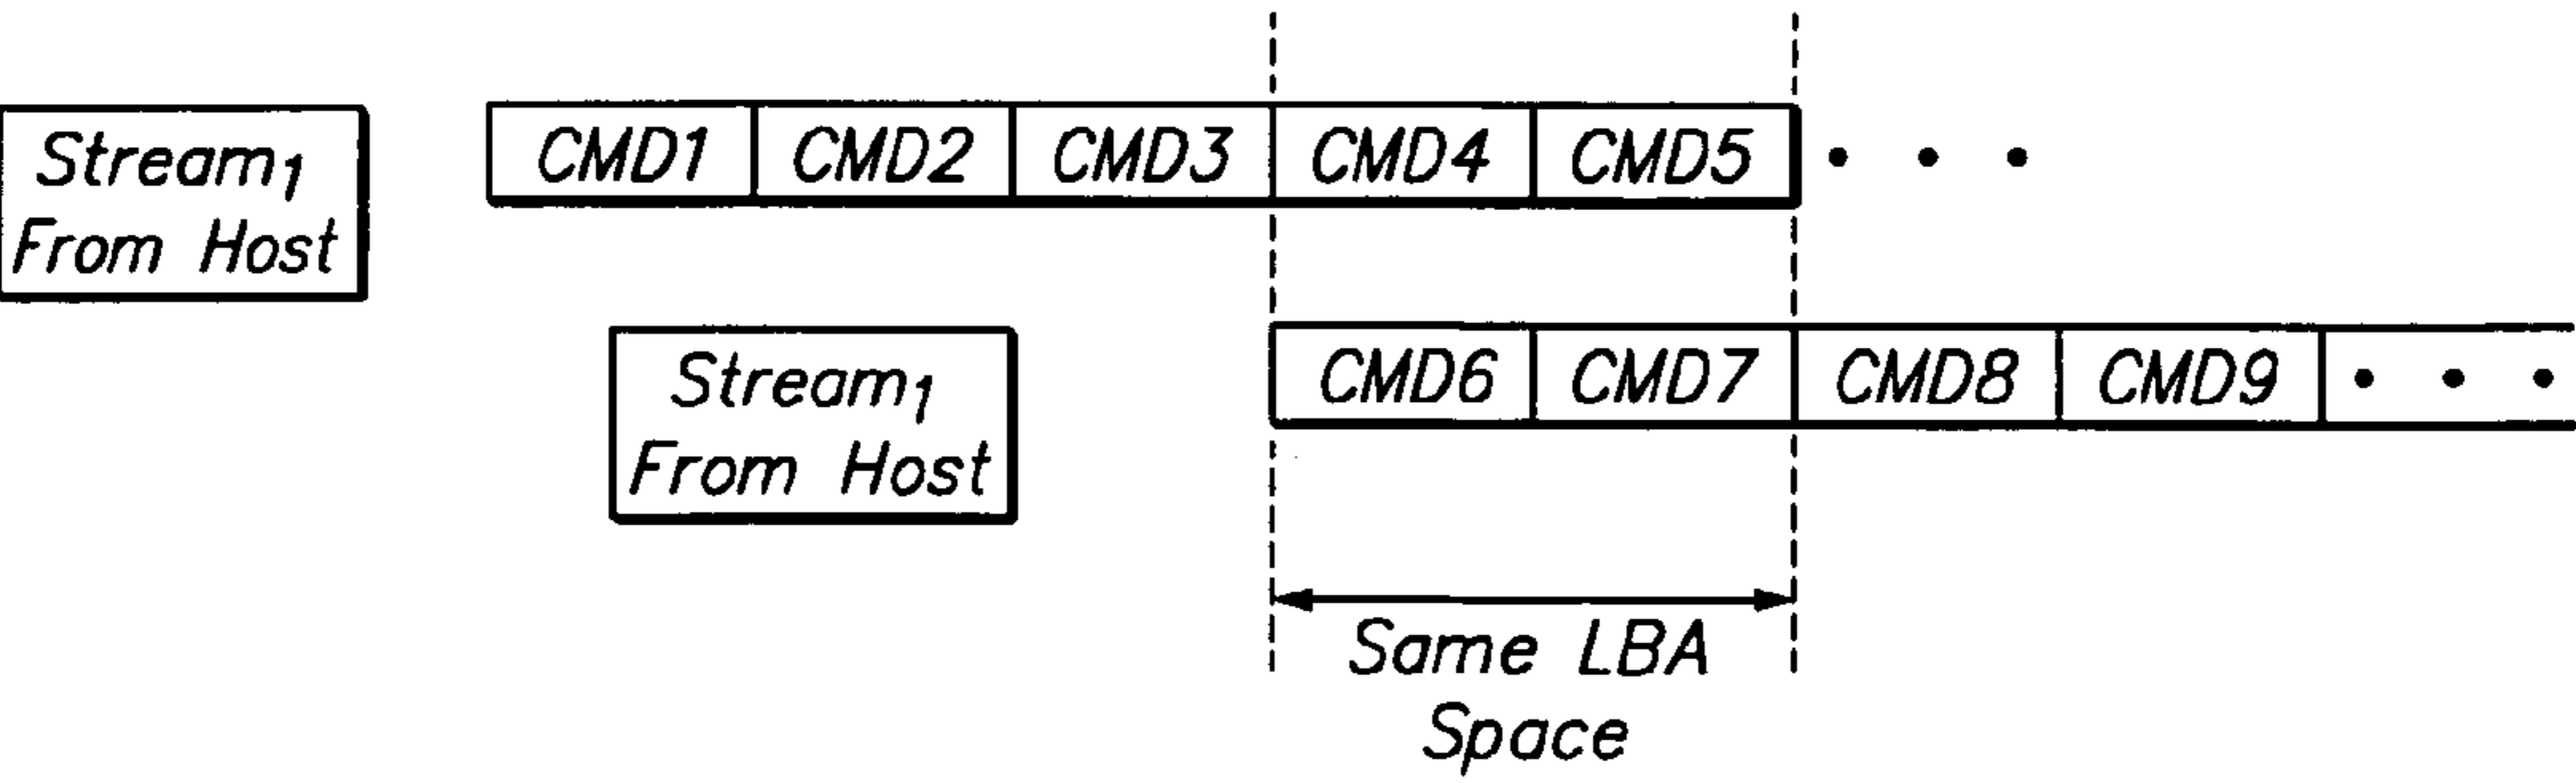 Stream1
From Host
CMD1 CMD2 CMD3 CMD4 CMD5 • • •
Stream1
From Host
CMD6 CMD7 CMD8 CMD9 • • •
Same LBA
Space